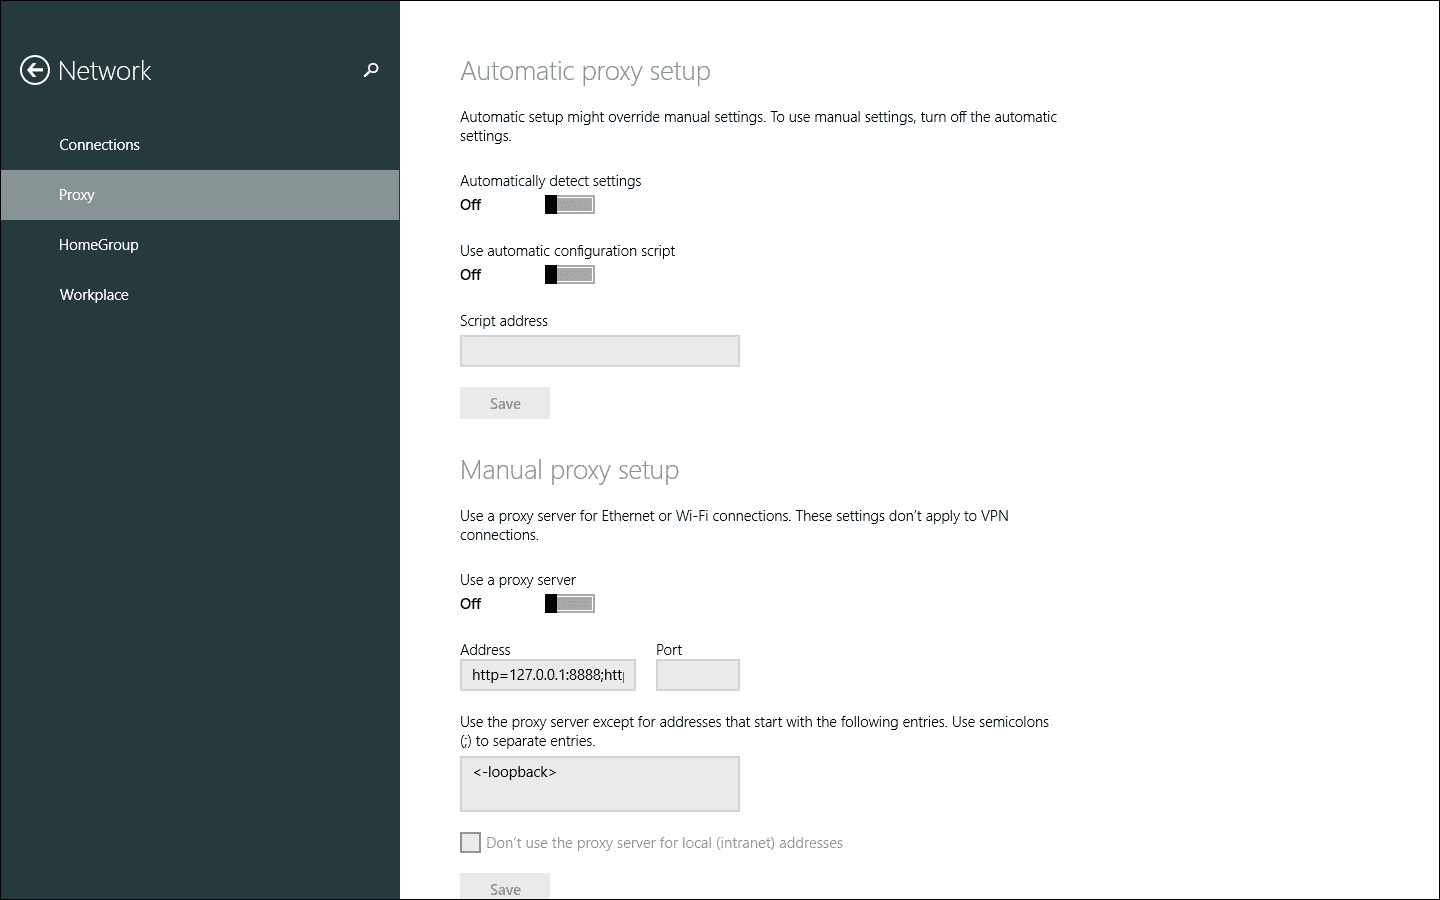 Network
Connections
Proxy
HomeGroup
Workplace
Automatic proxy setup
Automatic setup might override manual settings. To use manual settings, turn off the automatic
settings.
Automatically detect settings
Off
Use automatic configuration script
Off
Script address
Save
Manual proxy setup
Use a proxy server for Ethernet or Wi-Fi connections. These settings don't apply to VPN
connections.
Use a proxy server
Off
Address Port
http=127.0.0.1:8888;http
Use the proxy server except for addresses that start with the following entries. Use semicolons
(;) to separate entries.
<-loopback>
Don't use the proxy server for local (intranet) addresses
Save